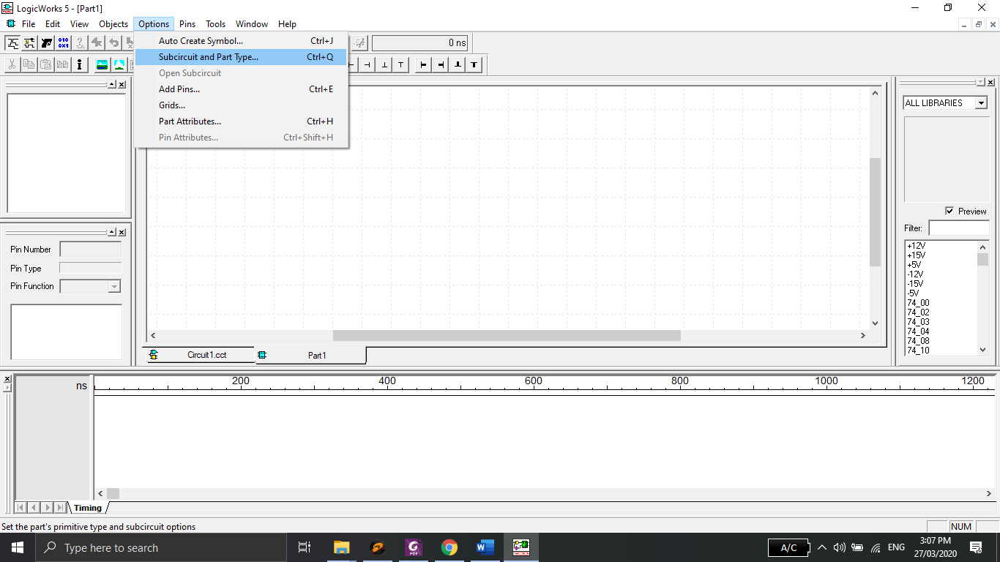 LogicWorks 5 - [Part1]
File Edit View Objects Options Pins Tools Window Help
Auto Create Symbol... Ctrl+J
Subcircuit and Part Type... Ctrl+Q
Open Subcircuit
Add Pins... Ctrl+E
Grids...
Part Attributes... Ctrl+H
Pin Attributes... Ctrl+Shift+H
0 ns
Pin Number
Pin Type
Pin Function
ALL LIBRARIES
Preview
Filter:
+12V
+15V
+5V
-12V
-15V
-5V
74_00
74_02
74_03
74_04
74_08
74_10
Circuit1.cct Part1
ns 200 400 600 800 1000 1200
Timing
Set the part's primitive type and subcircuit options
NUM
Type here to search
A/C
ENG
3:07 PM
27/03/2020